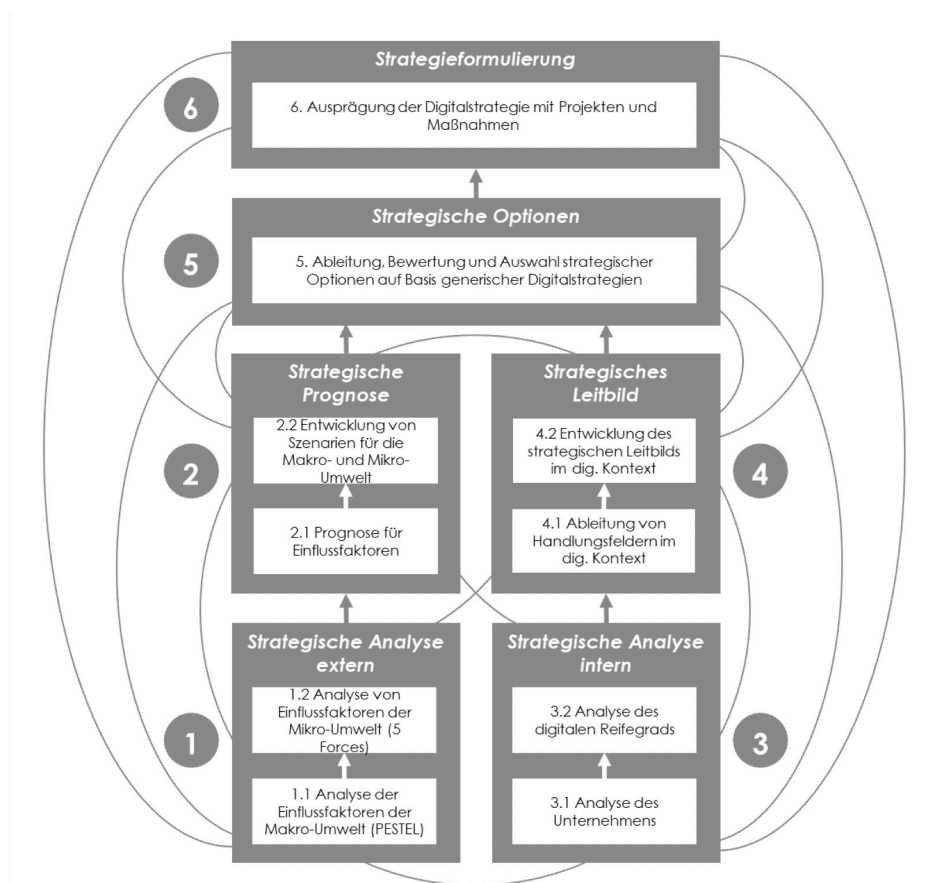 Strategieformulierung
6
6. Ausprägung der Digitalstrategie mit Projekten und
Maßnahmen
Strategische Optionen
5
5. Ableitung, Bewertung und Auswahl strategischer
Optionen auf Basis generischer Digitalstrategien
Strategische
Prognose
2
2.2 Entwicklung von
Szenarien für die
Makro- und Mikro-
Umwelt
2.1 Prognose für
Einflussfaktoren
Strategisches
Leitbild
4.2 Entwicklung des
strategischen Leitbilds
im dig. Kontext
4
4.1 Ableitung von
Handlungsfeldern im
dig. Kontext
Strategische Analyse
extern
1
1.2 Analyse von
Einflussfaktoren der
Mikro-Umwelt (5
Forces)
1.1 Analyse der
Einflussfaktoren der
Makro-Umwelt (PESTEL)
Strategische Analyse
intern
3.2 Analyse des
digitalen Reifegrads
3
3.1 Analyse des
Unternehmens